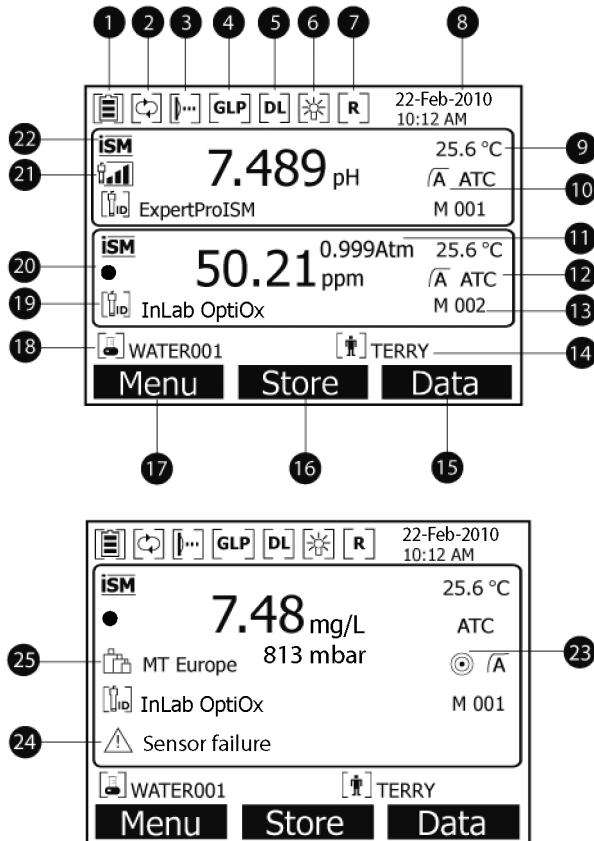 1 2 3 4 5 6 7 8
GLP DL R 22-Feb-2010
10:12 AM
22 iSM 7.489 pH 25.6 °C 9
21 A ATC 10
ID ExpertProISM M 001
iSM 50.21 ppm 0.999Atm 25.6 °C 11
20 A ATC 12
19 ID InLab OptiOx M 002 13
18 WATER001 TERRY 14
Menu Store Data
17 16 15
GLP DL R 22-Feb-2010
10:12 AM
iSM 7.48 mg/L 25.6 °C
ATC
25 MT Europe 813 mbar A 23
ID InLab OptiOx M 001
24 Sensor failure
WATER001 TERRY
Menu Store Data